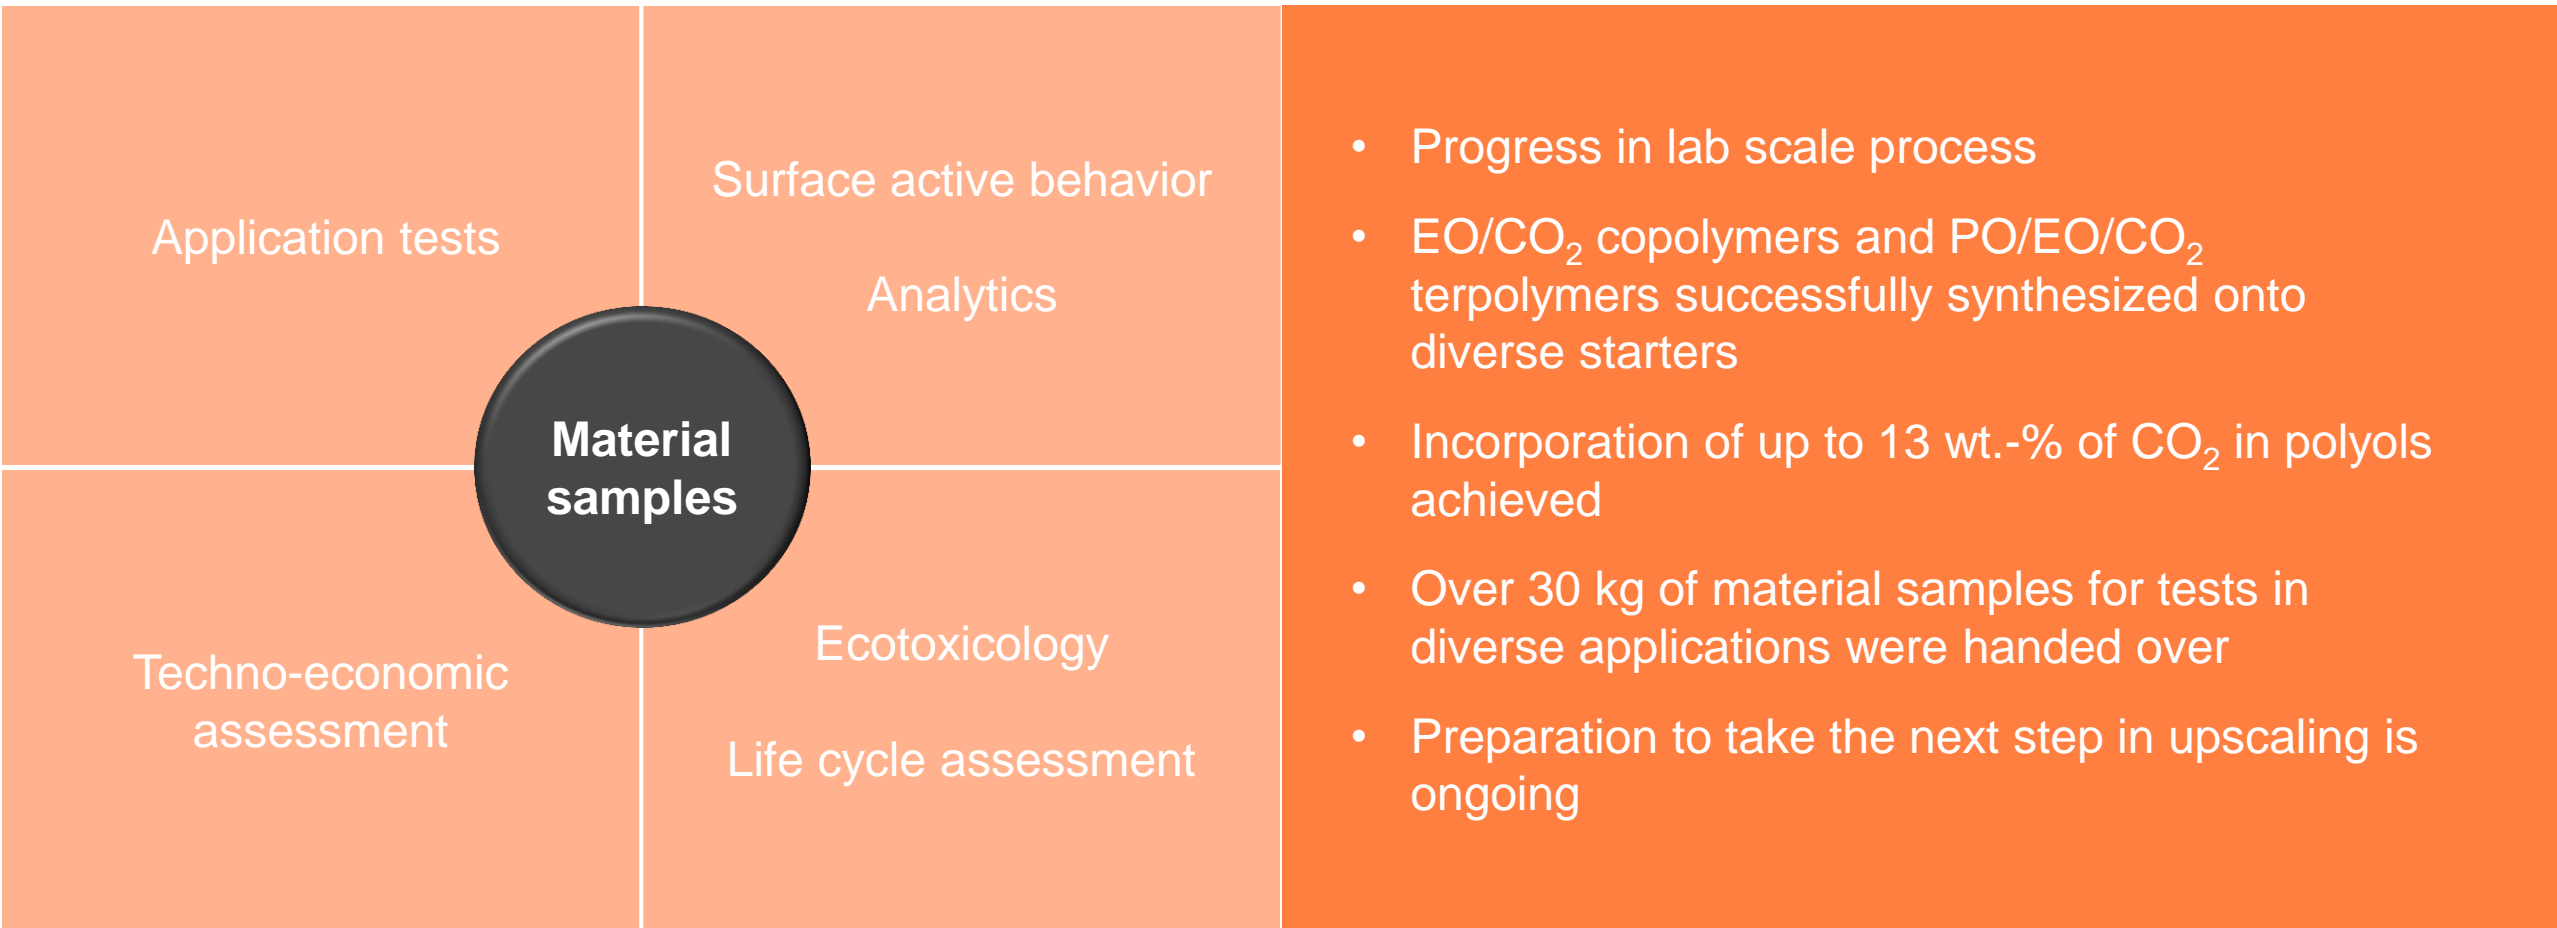 Application tests
Surface active behavior
Analytics
Material
samples
Techno-economic
assessment
Ecotoxicology
Life cycle assessment
• Progress in lab scale process
• EO/CO₂ copolymers and PO/EO/CO₂
terpolymers successfully synthesized onto
diverse starters
• Incorporation of up to 13 wt.-% of CO₂ in polyols
achieved
• Over 30 kg of material samples for tests in
diverse applications were handed over
• Preparation to take the next step in upscaling is
ongoing